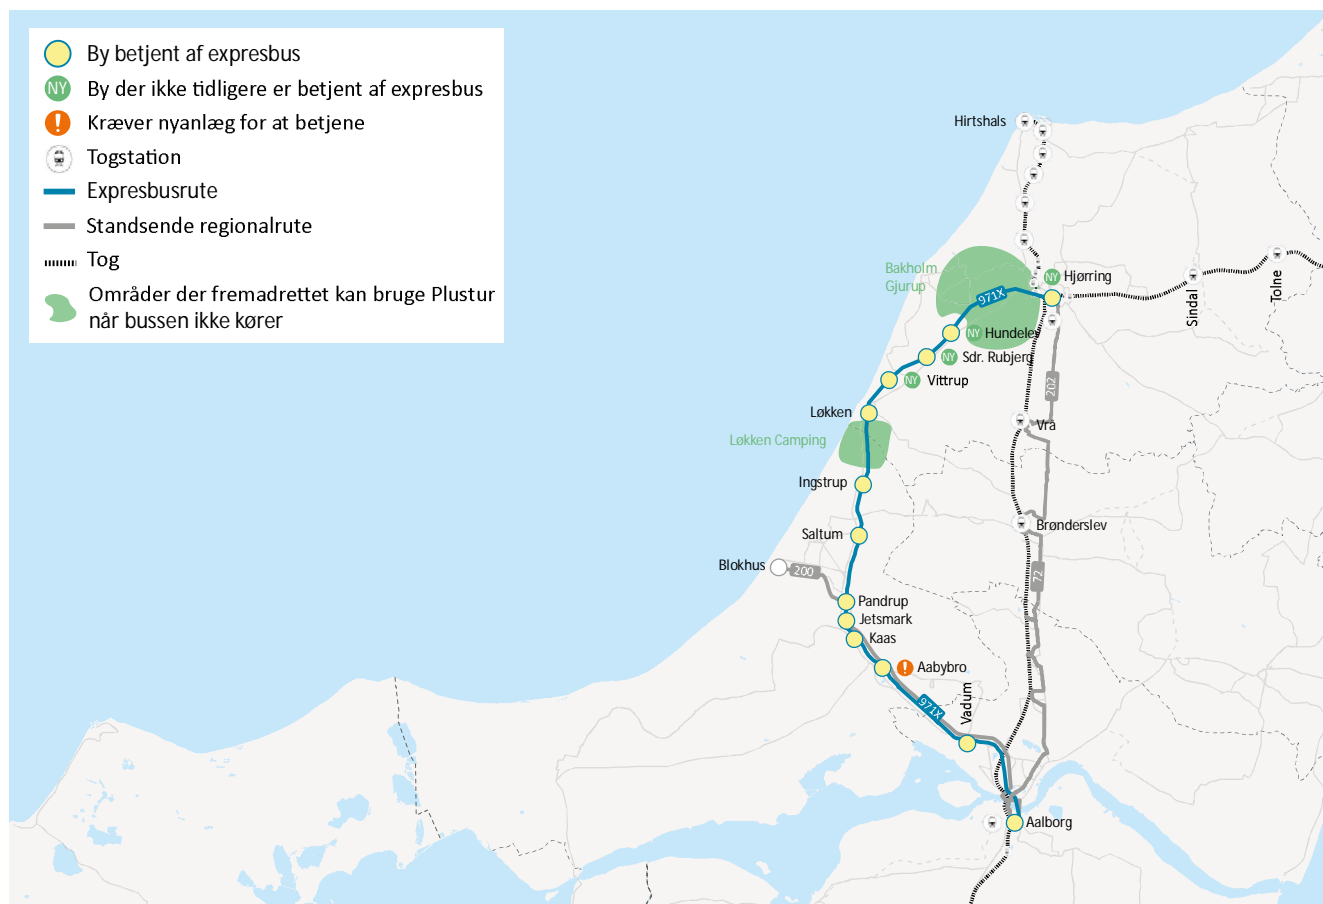 By betjent af expresbus
NY By der ikke tidligere er betjent af expresbus
! Kræver nyanlæg for at betjene
Togstation
Expresbusrute
Standsende regionalrute
Tog
Områder der fremadrettet kan bruge Plustur
når bussen ikke kører
Hirtshals
Bakholm
Gjurup
NY Hjørring
971X
Sindal
Tolne
NY Hundelev
NY Sdr. Rubjerg
NY Vittrup
202
Løkken
Vrå
Løkken Camping
Ingstrup
Brønderslev
Saltum
Blokhus
200
72
Pandrup
Jetsmark
Kaas
! Aabybro
971X
Vadum
Aalborg